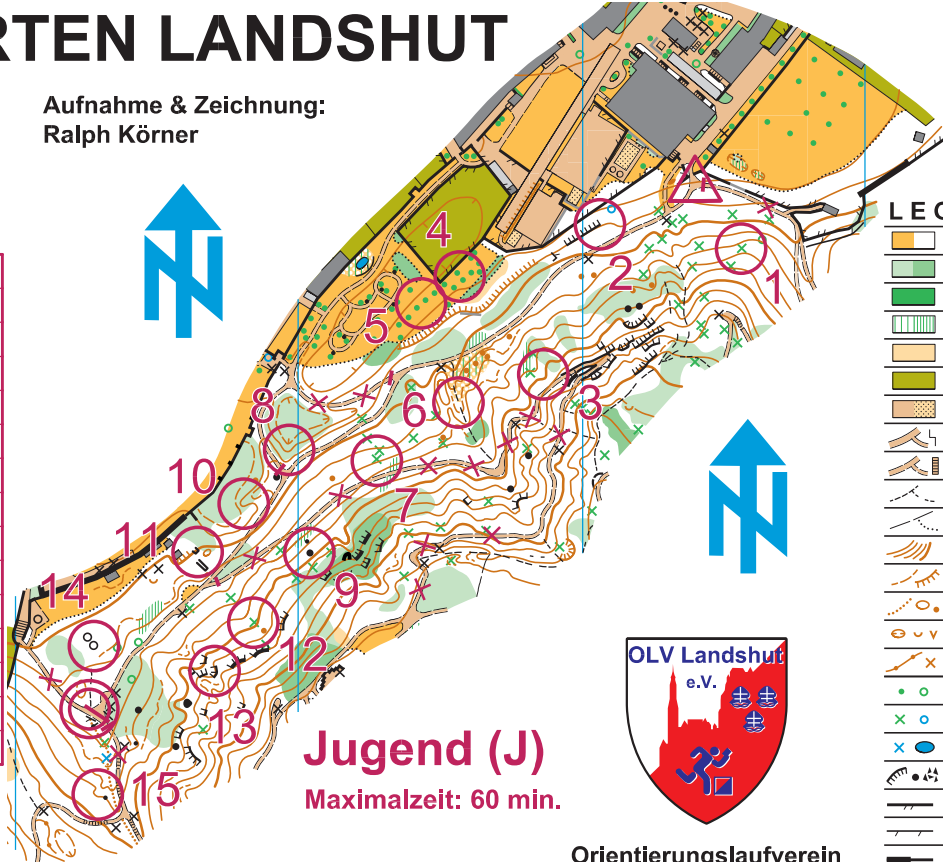 RTEN LANDSHUT
Aufnahme & Zeichnung:
Ralph Körner
N
LEG
4
2
1
5
8
6
3
10
7
11
9
14
12
13
15
N
OLV Landshut
e.V.
Jugend (J)
Maximalzeit: 60 min.
Orientierungslaufverein